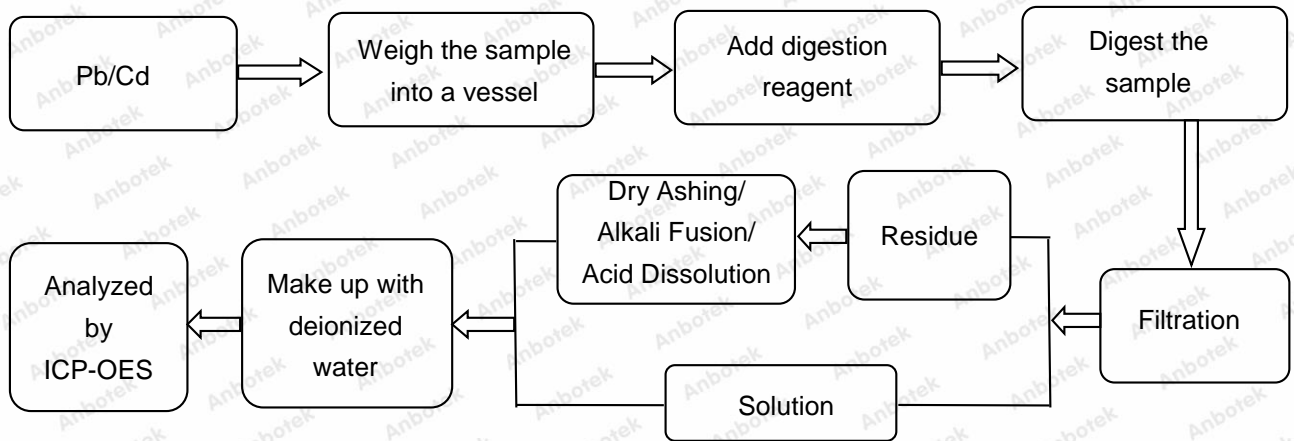 Pb/Cd
Weigh the sample
into a vessel
Add digestion
reagent
Digest the
sample
Filtration
Residue
Dry Ashing/
Alkali Fusion/
Acid Dissolution
Solution
Make up with
deionized
water
Analyzed
by
ICP-OES
Anbotek